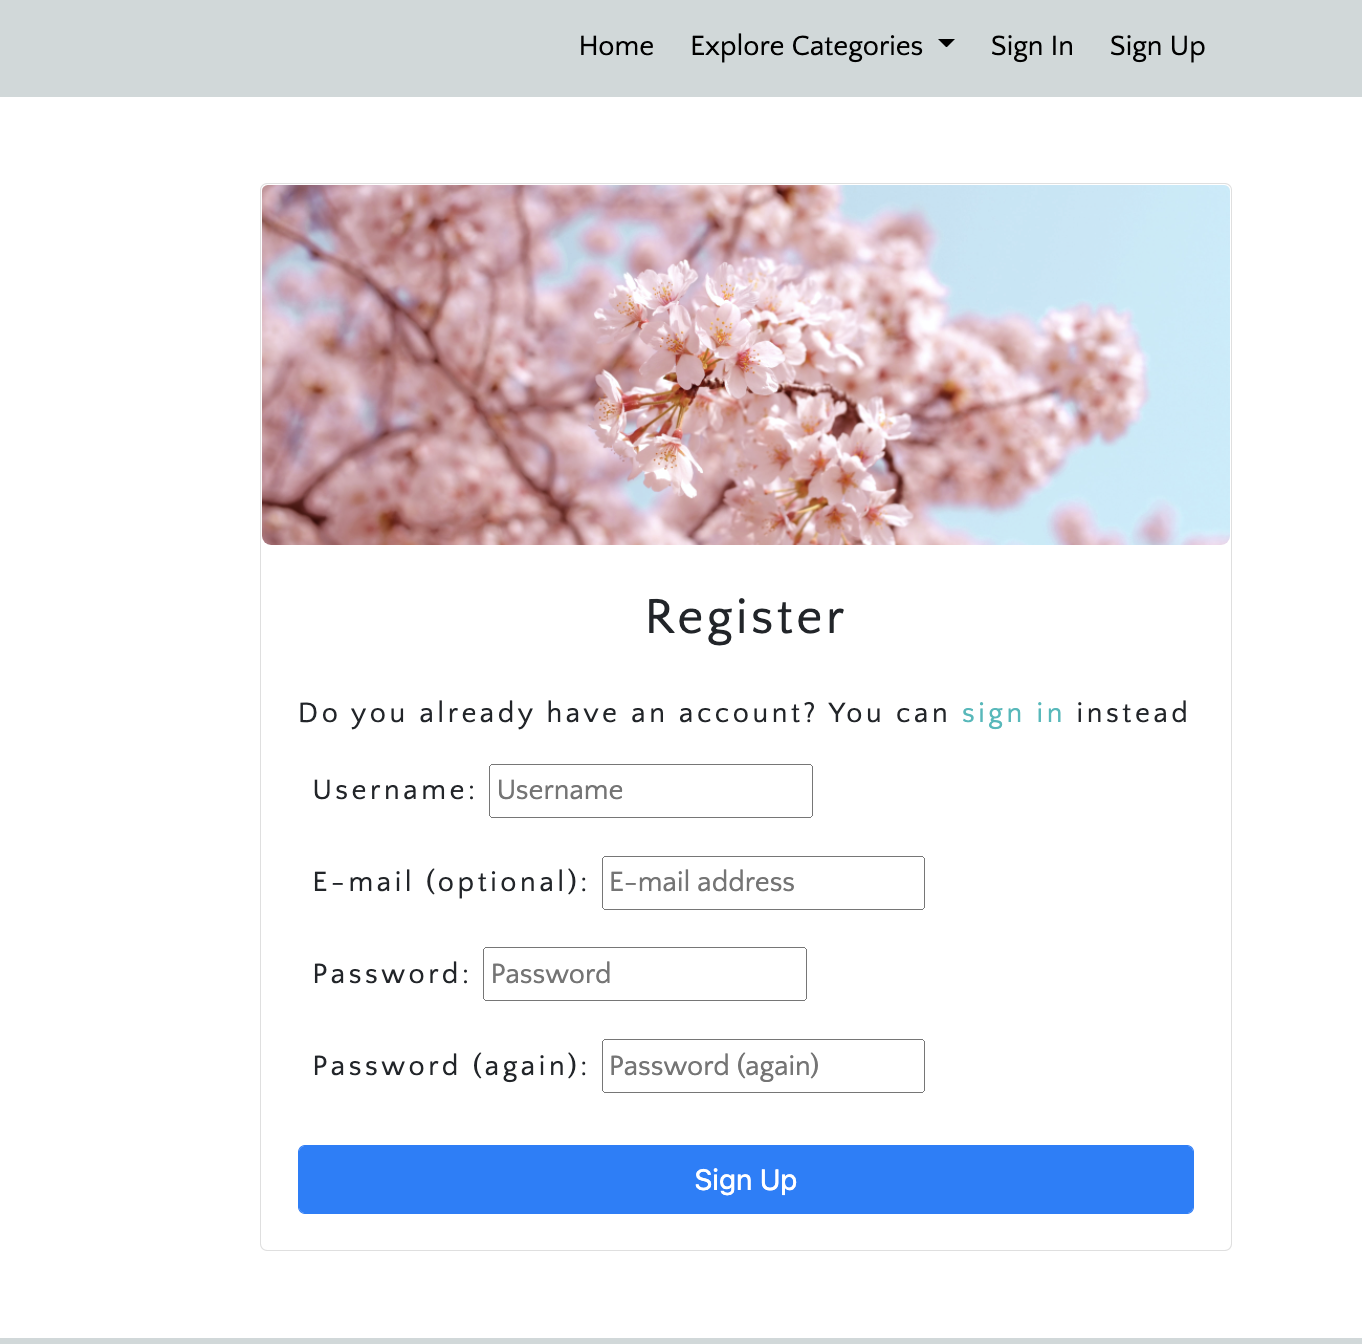 Home Explore Categories Sign In Sign Up
Register
Do you already have an account? You can sign in instead
Username: Username
E-mail (optional): E-mail address
Password: Password
Password (again): Password (again)
Sign Up